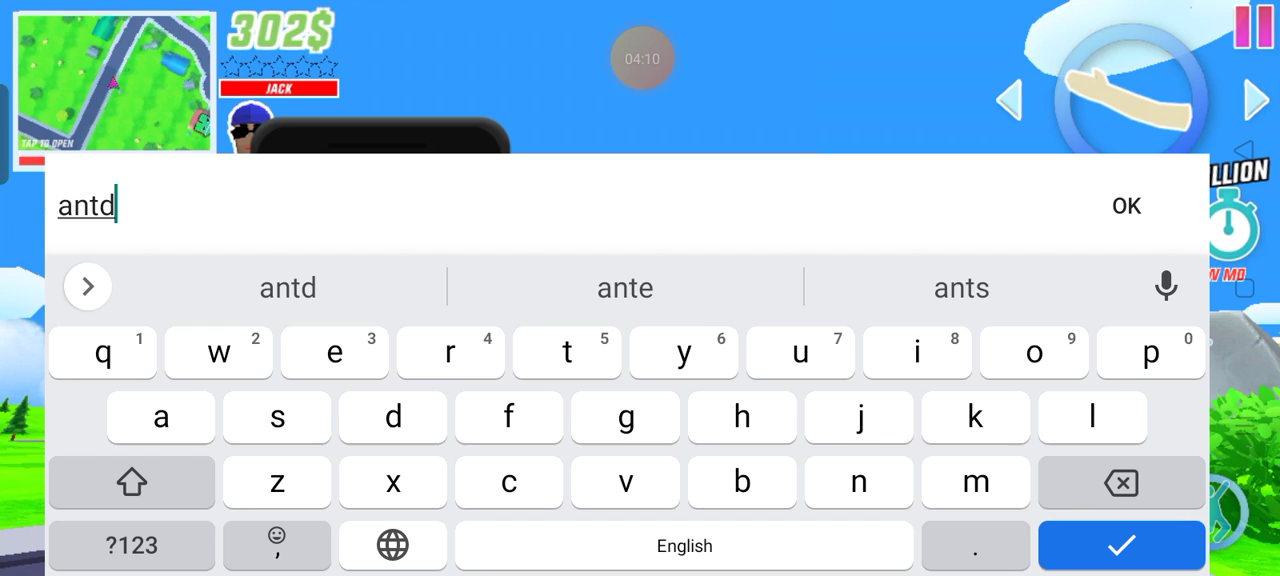 302$
04:10
JACK
TAP TO OPEN
LLION
W MO
antd
OK
antd ante ants
q 1 w 2 e 3 r 4 t 5 y 6 u 7 i 8 o 9 p 0
a s d f g h j k l
z x c v b n m
?123 , English .